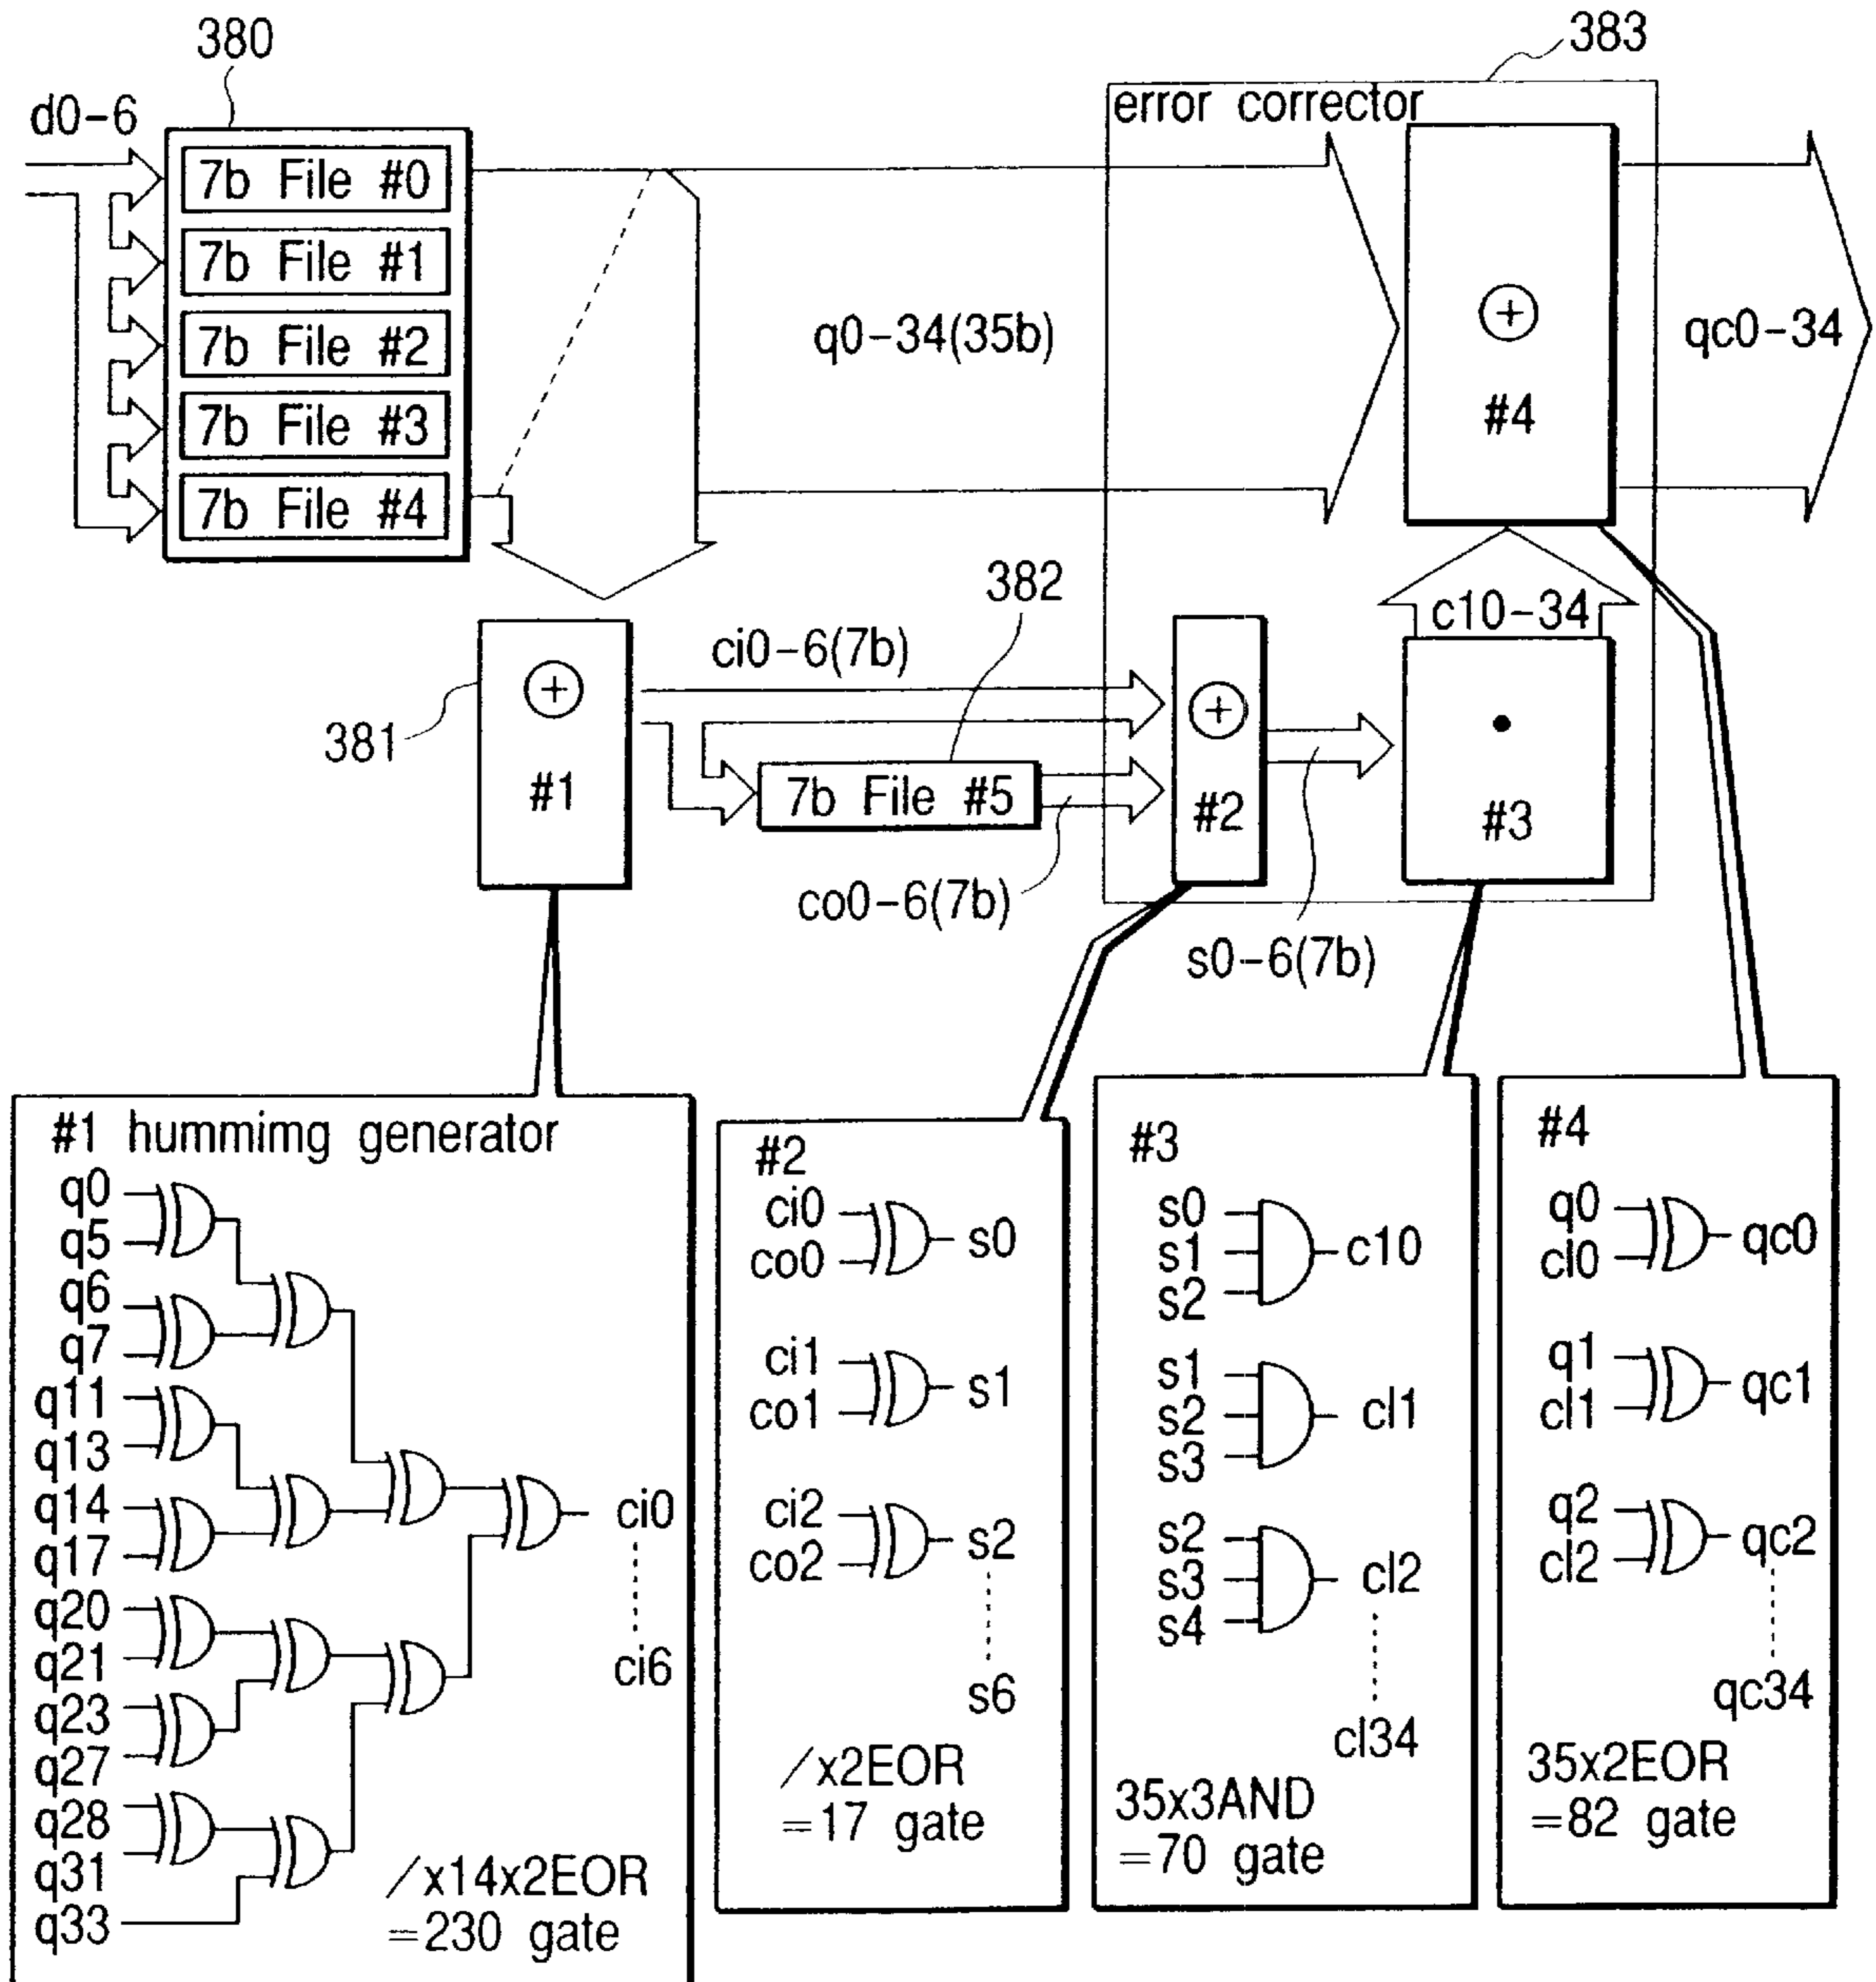 380
383
d0-6
error corrector
7b File #0
7b File #1
7b File #2
7b File #3
7b File #4
q0-34(35b)
#4
qc0-34
382
c10-34
ci0-6(7b)
381
#1
7b File #5
#2
#3
co0-6(7b)
s0-6(7b)
#1 hummimg generator
q0
q5
q6
q7
q11
q13
q14
q17
q20
q21
q23
q27
q28
q31
q33
ci0
ci6
/x14x2EOR
=230 gate
#2
ci0
co0
s0
ci1
co1
s1
ci2
co2
s2
s6
/x2EOR
=17 gate
#3
s0
s1
s2
c10
s1
s2
s3
cl1
s2
s3
s4
cl2
cl34
35x3AND
=70 gate
#4
q0
cl0
qc0
q1
cl1
qc1
q2
cl2
qc2
qc34
35x2EOR
=82 gate